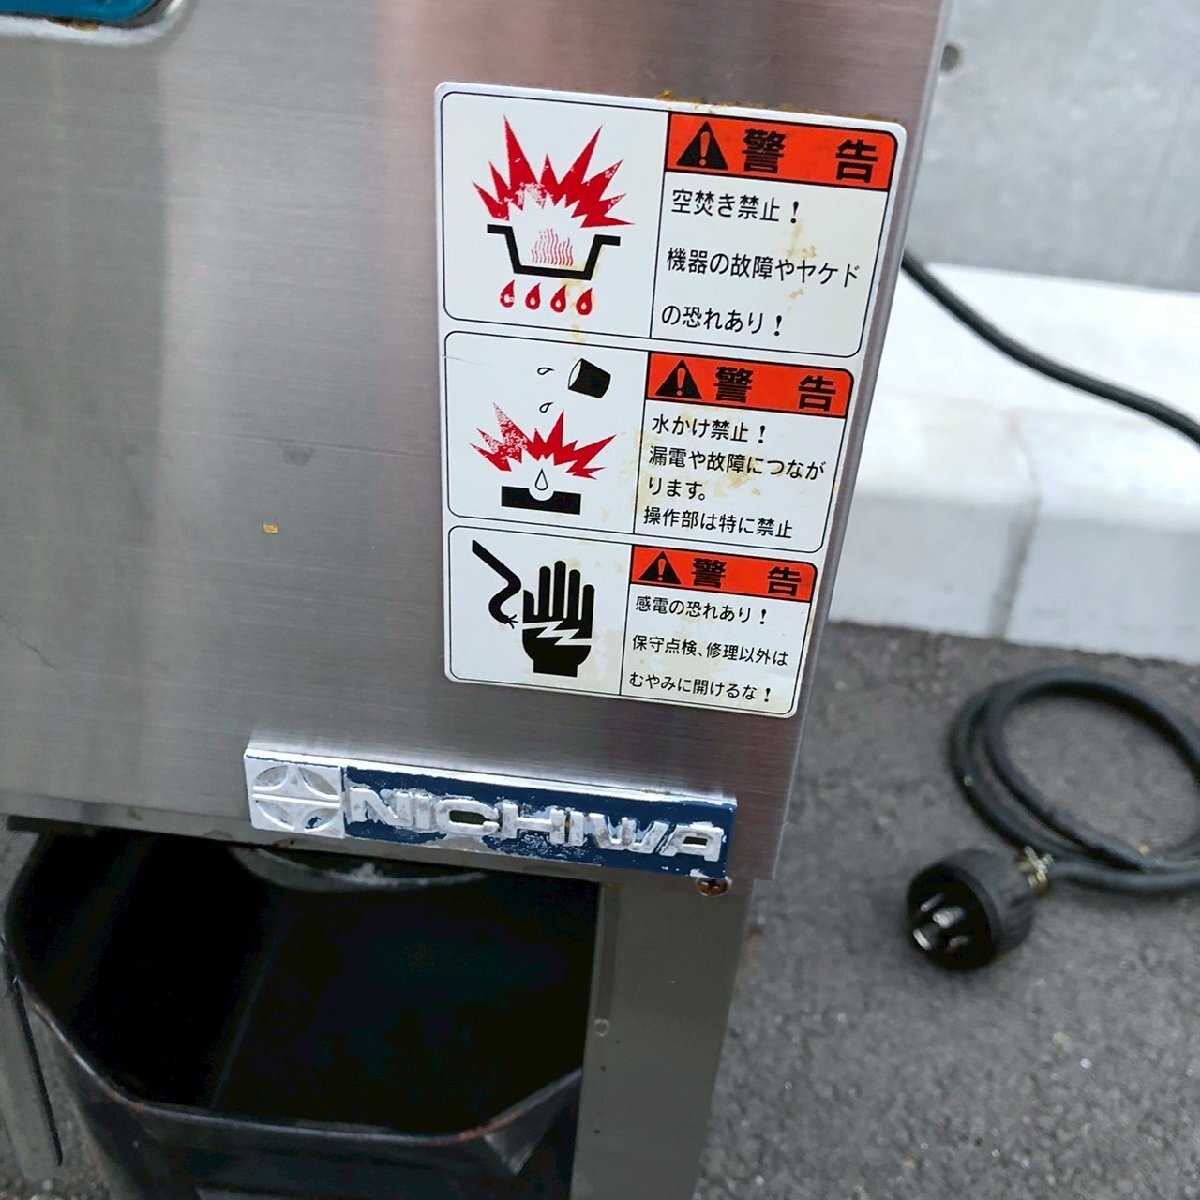 警告
空焚き禁止！
機器の故障やヤケド
の恐れあり！
警告
水かけ禁止！
漏電や故障につなが
ります。
操作部は特に禁止
警告
感電の恐れあり！
保守点検、修理以外は
むやみに開けるな！
NICHIWA